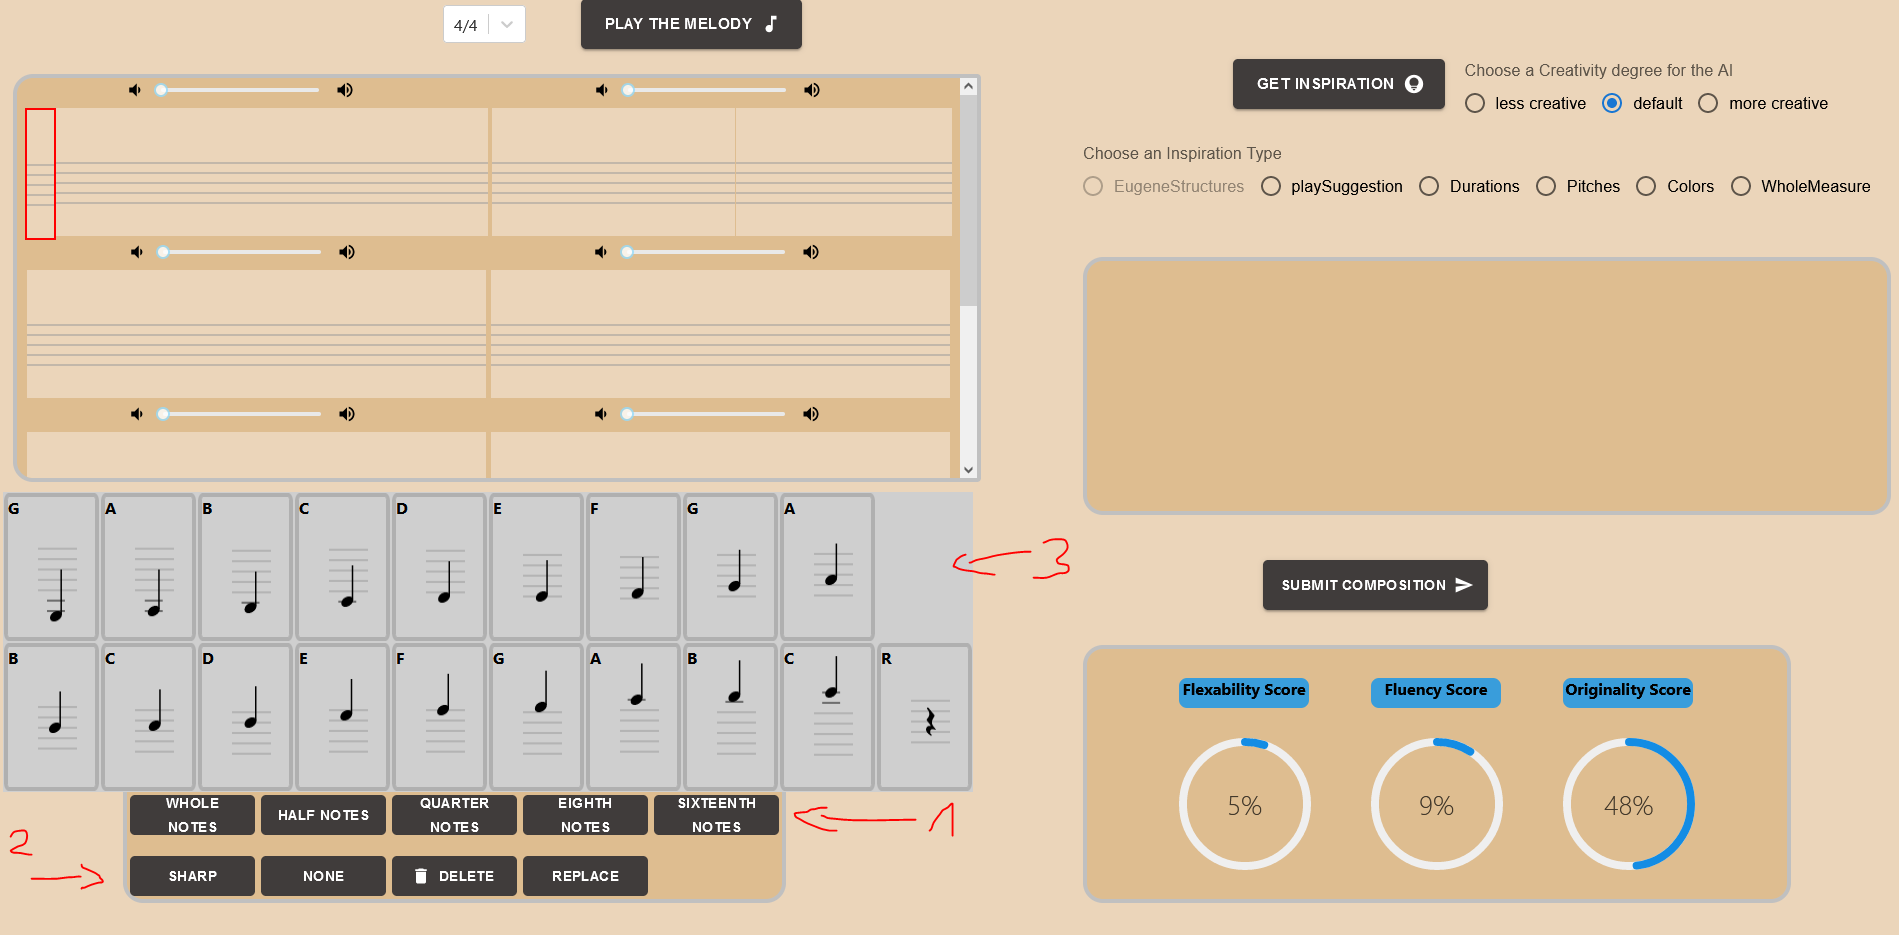 4/4
PLAY THE MELODY
GET INSPIRATION
Choose a Creativity degree for the AI
less creative default more creative
Choose an Inspiration Type
EugeneStructures playSuggestion Durations Pitches Colors WholeMeasure
G A B C D E F G A
3
SUBMIT COMPOSITION
B C D E F G A B C R
Flexability Score Fluency Score Originality Score
5% 9% 48%
WHOLE NOTES HALF NOTES QUARTER NOTES EIGHTH NOTES SIXTEENTH NOTES
1
2
SHARP NONE DELETE REPLACE